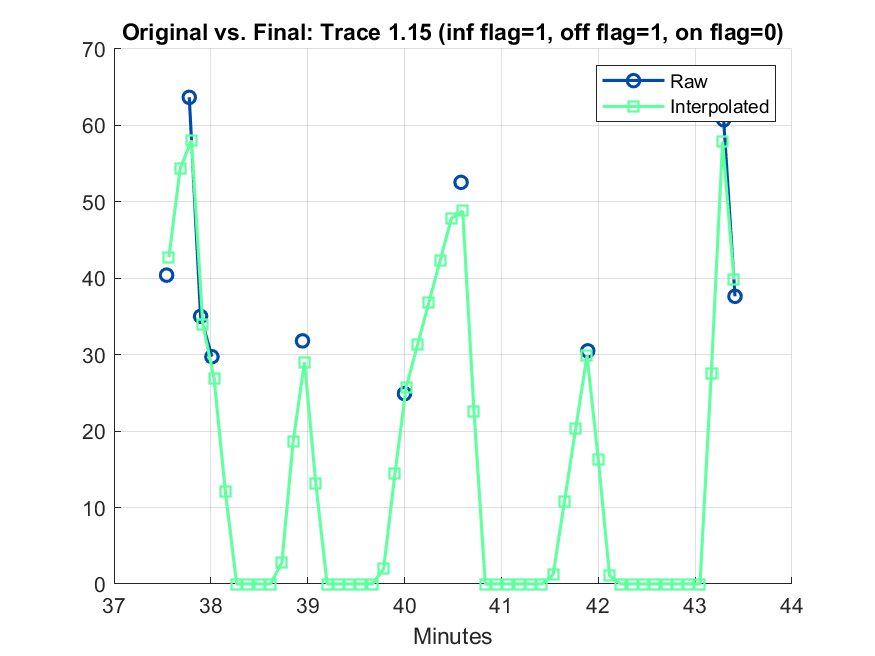 Original vs. Final: Trace 1.15 (inf flag=1, off flag=1, on flag=0)
70
60
50
40
30
20
10
0
Raw
Interpolated
37 38 39 40 41 42 43 44
Minutes